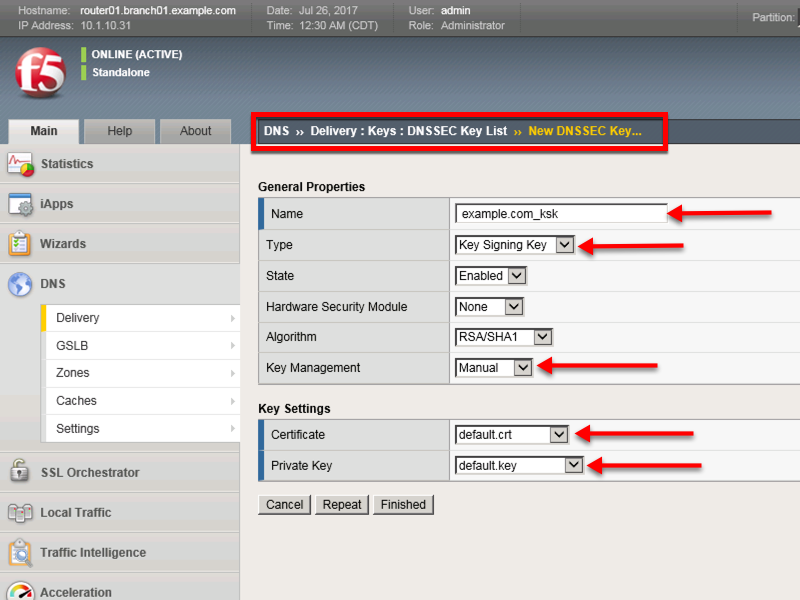 Hostname: router01.branch01.example.com Date: Jul 26, 2017 User: admin Partition:
IP Address: 10.1.10.31 Time: 12:30 AM (CDT) Role: Administrator
f5
ONLINE (ACTIVE)
Standalone
Main Help About
DNS ›› Delivery : Keys : DNSSEC Key List ›› New DNSSEC Key...
Statistics
iApps
Wizards
DNS
Delivery
GSLB
Zones
Caches
Settings
SSL Orchestrator
Local Traffic
Traffic Intelligence
Acceleration
General Properties
Name example.com_ksk
Type Key Signing Key
State Enabled
Hardware Security Module None
Algorithm RSA/SHA1
Key Management Manual
Key Settings
Certificate default.crt
Private Key default.key
Cancel Repeat Finished